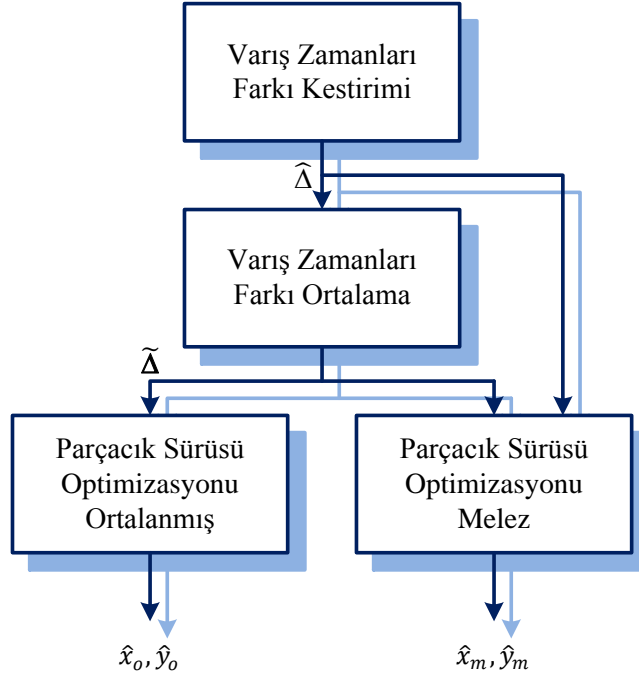 Varış Zamanları
Farkı Kestirimi
Δ̂
Varış Zamanları
Farkı Ortalama
Δ̃
Parçacık Sürüsü
Optimizasyonu
Ortalanmış
Parçacık Sürüsü
Optimizasyonu
Melez
x̂ₒ, ŷₒ
x̂ₘ, ŷₘ